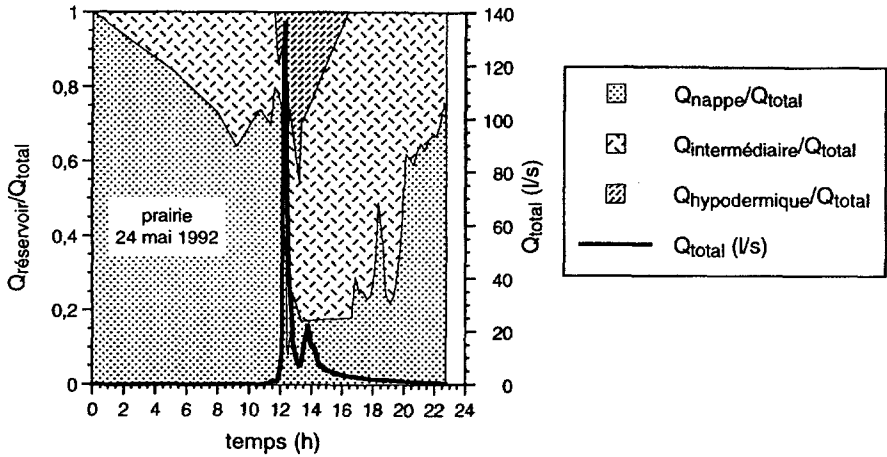 Qréservoir/Qtotal
1
0,8
0,6
0,4
0,2
0
prairie
24 mai 1992
140
120
100
80
60
40
20
0
Qtotal (l/s)
0 2 4 6 8 10 12 14 16 18 20 22 24
temps (h)
Qnappe/Qtotal
Qintermédiaire/Qtotal
Qhypodermique/Qtotal
Qtotal (l/s)